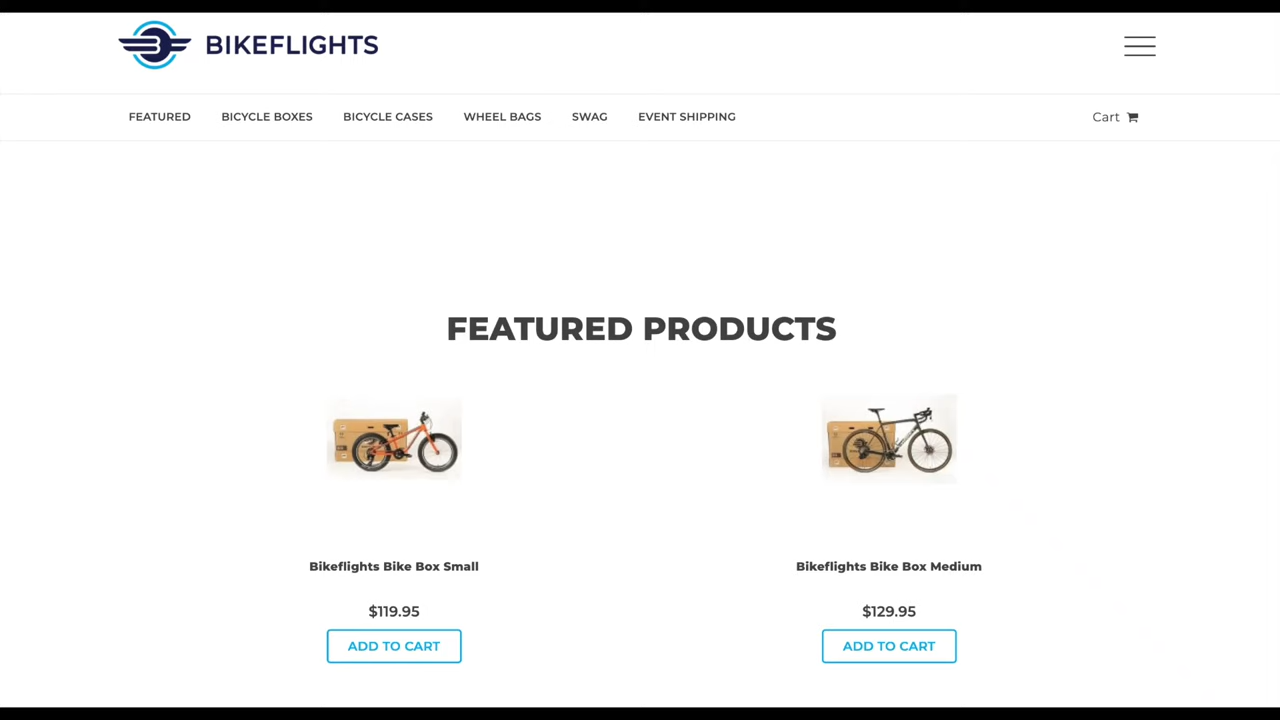 BIKEFLIGHTS
FEATURED BICYCLE BOXES BICYCLE CASES WHEEL BAGS SWAG EVENT SHIPPING Cart
FEATURED PRODUCTS
Bikeflights Bike Box Small
$119.95
ADD TO CART
Bikeflights Bike Box Medium
$129.95
ADD TO CART